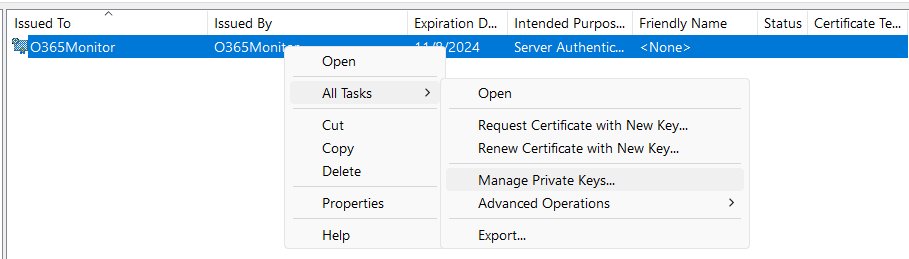 Issued To Issued By Expiration D... Intended Purpos... Friendly Name Status Certificate Te...
O365Monitor O365Monitor 11/8/2024 Server Authentic... <None>
Open
All Tasks
Cut
Copy
Delete
Properties
Help
Open
Request Certificate with New Key...
Renew Certificate with New Key...
Manage Private Keys...
Advanced Operations
Export...